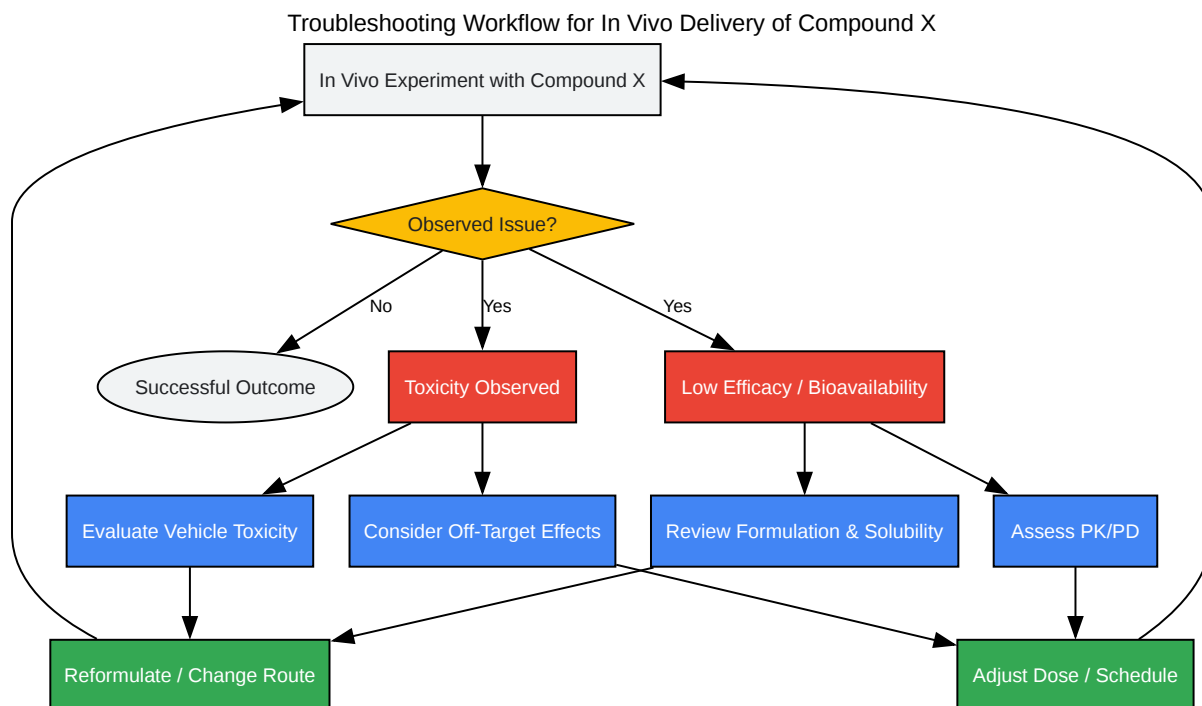 Troubleshooting Workflow for In Vivo Delivery of Compound X
In Vivo Experiment with Compound X
Observed Issue?
No
Yes
Yes
Successful Outcome
Toxicity Observed
Low Efficacy / Bioavailability
Evaluate Vehicle Toxicity
Consider Off-Target Effects
Review Formulation & Solubility
Assess PK/PD
Reformulate / Change Route
Adjust Dose / Schedule